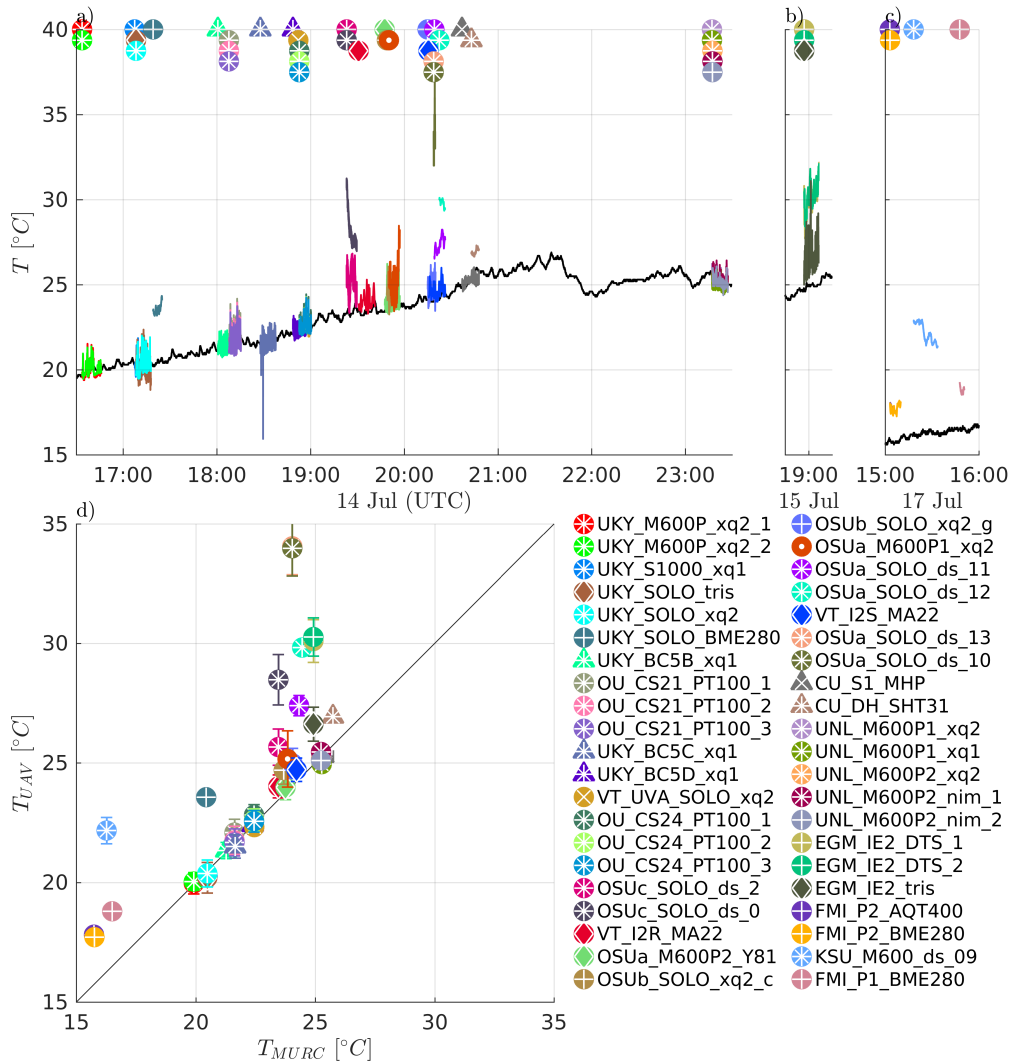 a)
b)
c)
40
35
30
25
20
15
T [°C]
17:00
18:00
19:00
20:00
21:00
22:00
23:00
14 Jul (UTC)
19:00
15 Jul
15:00
16:00
17 Jul
d)
35
30
25
20
15
T_UAV [°C]
15
20
25
30
35
T_MURC [°C]
UKY_M600P_xq2_1
UKY_M600P_xq2_2
UKY_S1000_xq1
UKY_SOLO_tris
UKY_SOLO_xq2
UKY_SOLO_BME280
UKY_BC5B_xq1
OU_CS21_PT100_1
OU_CS21_PT100_2
OU_CS21_PT100_3
UKY_BC5C_xq1
UKY_BC5D_xq1
VT_UVA_SOLO_xq2
OU_CS24_PT100_1
OU_CS24_PT100_2
OU_CS24_PT100_3
OSUc_SOLO_ds_2
OSUc_SOLO_ds_0
VT_I2R_MA22
OSUa_M600P2_Y81
OSUb_SOLO_xq2_c
OSUb_SOLO_xq2_g
OSUa_M600P1_xq2
OSUa_SOLO_ds_11
OSUa_SOLO_ds_12
VT_I2S_MA22
OSUa_SOLO_ds_13
OSUa_SOLO_ds_10
CU_S1_MHP
CU_DH_SHT31
UNL_M600P1_xq2
UNL_M600P1_xq1
UNL_M600P2_xq2
UNL_M600P2_nim_1
UNL_M600P2_nim_2
EGM_IE2_DTS_1
EGM_IE2_DTS_2
EGM_IE2_tris
FMI_P2_AQT400
FMI_P2_BME280
KSU_M600_ds_09
FMI_P1_BME280